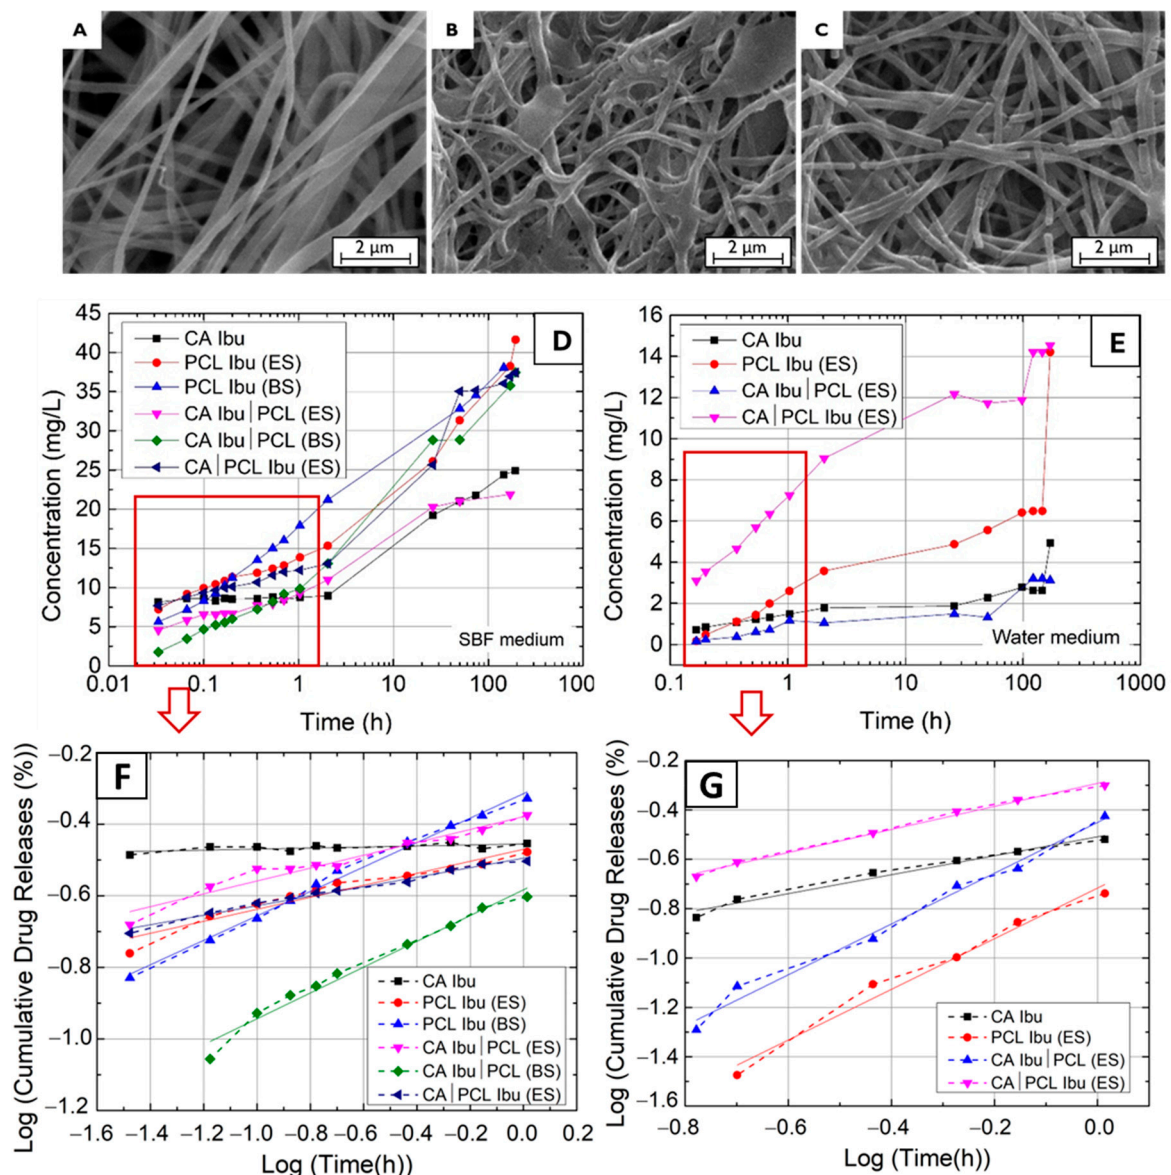 A
B
C
2 µm
2 µm
2 µm
45
40
35
30
25
20
15
10
5
0
Concentration (mg/L)
CA Ibu
PCL Ibu (ES)
PCL Ibu (BS)
CA Ibu|PCL (ES)
CA Ibu|PCL (BS)
CA|PCL Ibu (ES)
D
SBF medium
0.01 0.1 1 10 100 1000
Time (h)
16
14
12
10
8
6
4
2
0
Concentration (mg/L)
CA Ibu
PCL Ibu (ES)
CA Ibu|PCL (ES)
CA|PCL Ibu (ES)
E
Water medium
0.1 1 10 100 1000
Time (h)
−0.2
−0.4
−0.6
−0.8
−1.0
−1.2
Log (Cumulative Drug Releases (%))
F
CA Ibu
PCL Ibu (ES)
PCL Ibu (BS)
CA Ibu|PCL (ES)
CA Ibu|PCL (BS)
CA|PCL Ibu (ES)
−1.6 −1.4 −1.2 −1.0 −0.8 −0.6 −0.4 −0.2 0.0 0.2
Log (Time(h))
−0.2
−0.4
−0.6
−0.8
−1.0
−1.2
−1.4
−1.6
Log (Cumulative Drug Releases (%)
G
CA Ibu
PCL Ibu (ES)
CA Ibu|PCL (ES)
CA|PCL Ibu (ES)
−0.8 −0.6 −0.4 −0.2 0.0
Log (Time(h))